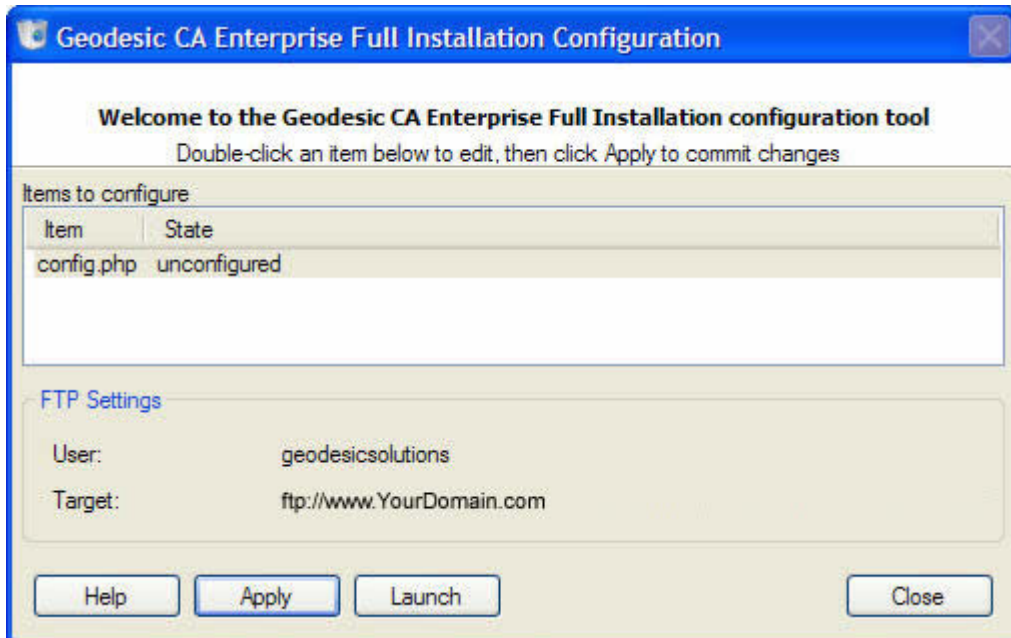 Geodesic CA Enterprise Full Installation Configuration
Welcome to the Geodesic CA Enterprise Full Installation configuration tool
Double-click an item below to edit, then click Apply to commit changes
Items to configure
Item State
config.php unconfigured
FTP Settings
User: geodesicsolutions
Target: ftp://www.YourDomain.com
Help Apply Launch Close